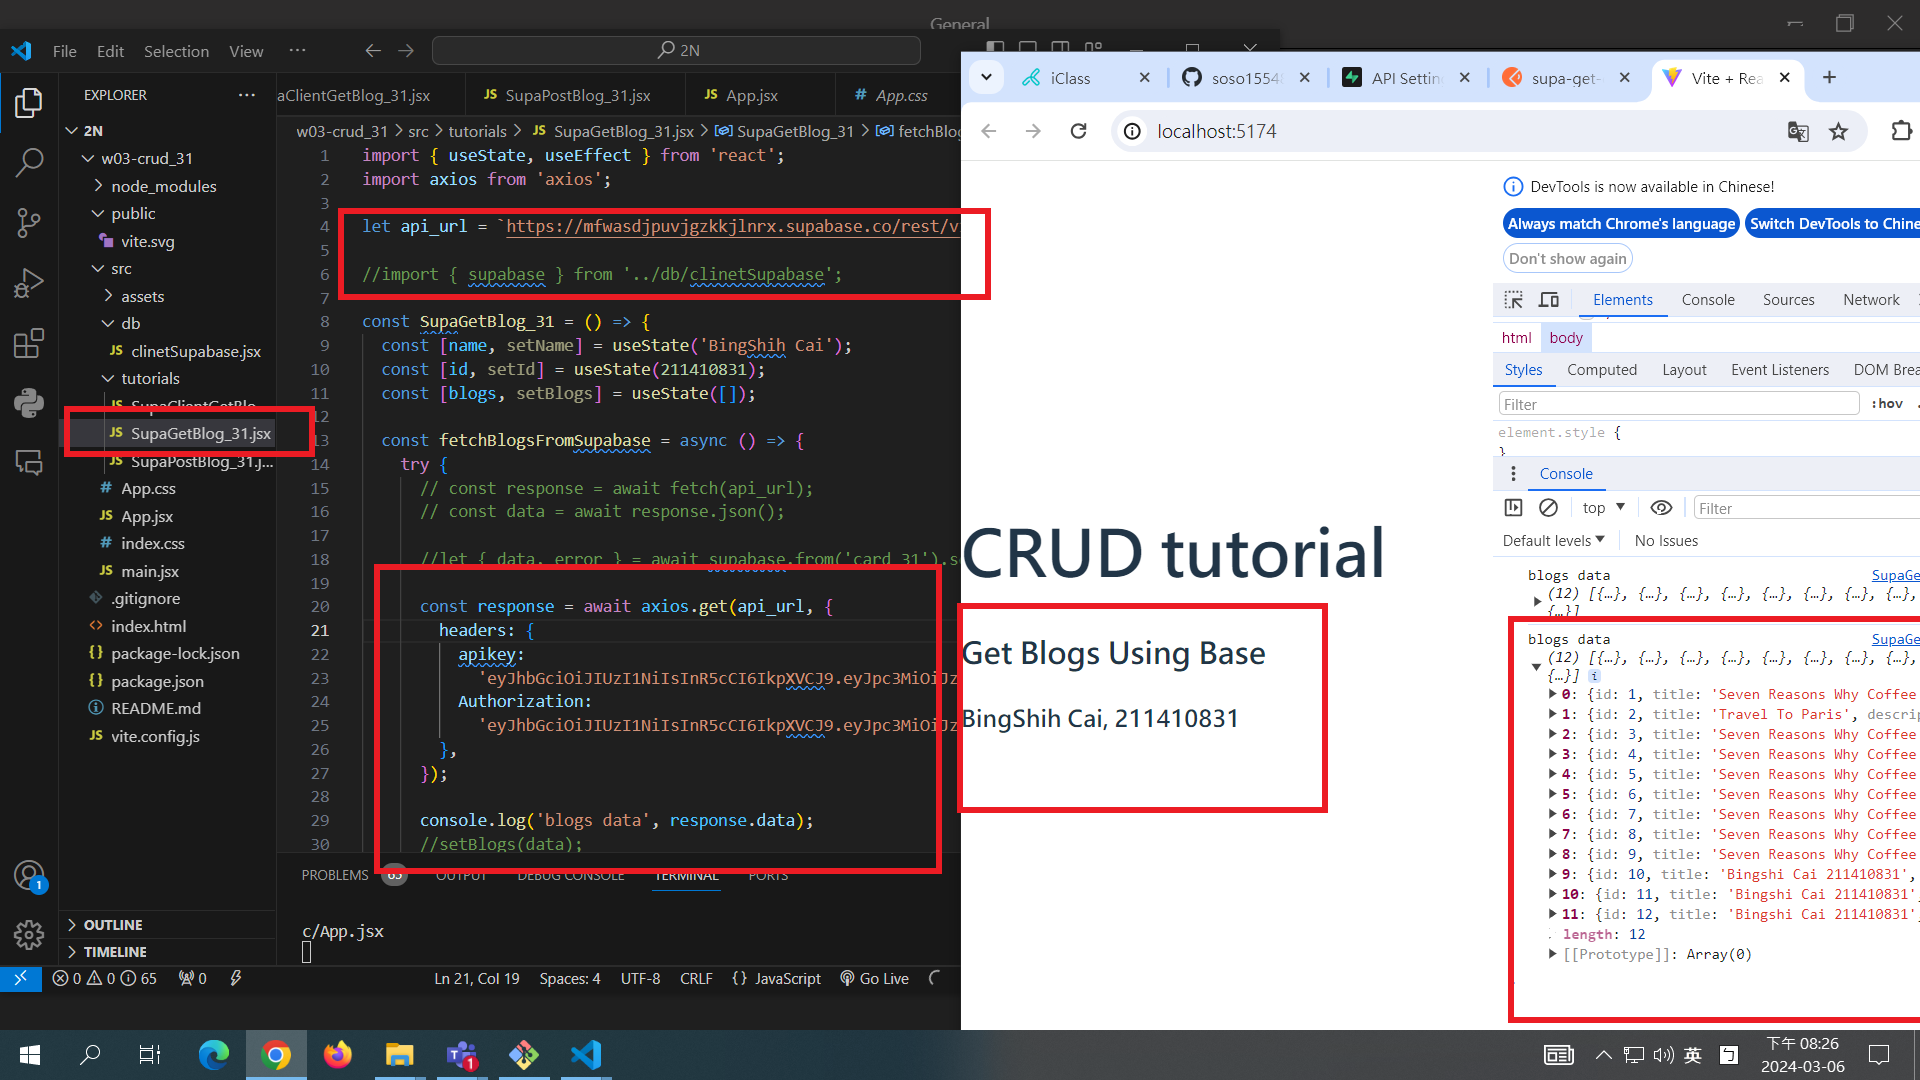 General
File Edit Selection View ··· 2N
EXPLORER ···
2N
w03-crud_31
node_modules
public
vite.svg
src
assets
db
JS clinetSupabase.jsx
tutorials
JS SupaClientGetBlo...
JS SupaGetBlog_31.jsx
JS SupaPostBlog_31.j...
# App.css
JS App.jsx
# index.css
JS main.jsx
.gitignore
<> index.html
{} package-lock.json
{} package.json
README.md
JS vite.config.js
OUTLINE
TIMELINE
aClientGetBlog_31.jsx JS SupaPostBlog_31.jsx JS App.jsx # App.css
w03-crud_31 > src > tutorials > JS SupaGetBlog_31.jsx > SupaGetBlog_31 > fetchBlog
1 import { useState, useEffect } from 'react';
2 import axios from 'axios';
3
4 let api_url = `https://mfwasdjpuvjgzkkjlnrx.supabase.co/rest/v
5
6 //import { supabase } from '../db/clinetSupabase';
7
8 const SupaGetBlog_31 = () => {
9 const [name, setName] = useState('BingShih Cai');
10 const [id, setId] = useState(211410831);
11 const [blogs, setBlogs] = useState([]);
12
13 const fetchBlogsFromSupabase = async () => {
14 try {
15 // const response = await fetch(api_url);
16 // const data = await response.json();
17
18 //let { data, error } = await supabase.from('card_31').s
19
20 const response = await axios.get(api_url, {
21 headers: {
22 apikey:
23 'eyJhbGciOiJIUzI1NiIsInR5cCI6IkpXVCJ9.eyJpc3MiOiJz
24 Authorization:
25 'eyJhbGciOiJIUzI1NiIsInR5cCI6IkpXVCJ9.eyJpc3MiOiJz
26 },
27 });
28
29 console.log('blogs data', response.data);
30 //setBlogs(data);
PROBLEMS 65 OUTPUT DEBUG CONSOLE TERMINAL PORTS
c/App.jsx
0 0 65 0 Ln 21, Col 19 Spaces: 4 UTF-8 CRLF {} JavaScript Go Live
1
iClass soso1554 API Settin supa-get- Vite + Rea
localhost:5174
CRUD tutorial
Get Blogs Using Base
BingShih Cai, 211410831
DevTools is now available in Chinese!
Always match Chrome's language Switch DevTools to Chine
Don't show again
Elements Console Sources Network
html body
Styles Computed Layout Event Listeners DOM Brea
Filter :hov .
element.style {
}
Console
top Filter
Default levels No Issues
blogs data SupaGe
(12) [{…}, {…}, {…}, {…}, {…}, {…}, {…}, {…},
{…}]
blogs data SupaGe
(12) [{…}, {…}, {…}, {…}, {…}, {…}, {…}, {…},
{…}] i
0: {id: 1, title: 'Seven Reasons Why Coffee
1: {id: 2, title: 'Travel To Paris', descrip
2: {id: 3, title: 'Seven Reasons Why Coffee
3: {id: 4, title: 'Seven Reasons Why Coffee
4: {id: 5, title: 'Seven Reasons Why Coffee
5: {id: 6, title: 'Seven Reasons Why Coffee
6: {id: 7, title: 'Seven Reasons Why Coffee
7: {id: 8, title: 'Seven Reasons Why Coffee
8: {id: 9, title: 'Seven Reasons Why Coffee
9: {id: 10, title: 'Bingshi Cai 211410831',
10: {id: 11, title: 'Bingshi Cai 211410831'
11: {id: 12, title: 'Bingshi Cai 211410831'
length: 12
[[Prototype]]: Array(0)
1
英 ㄅ 下午 08:26
2024-03-06